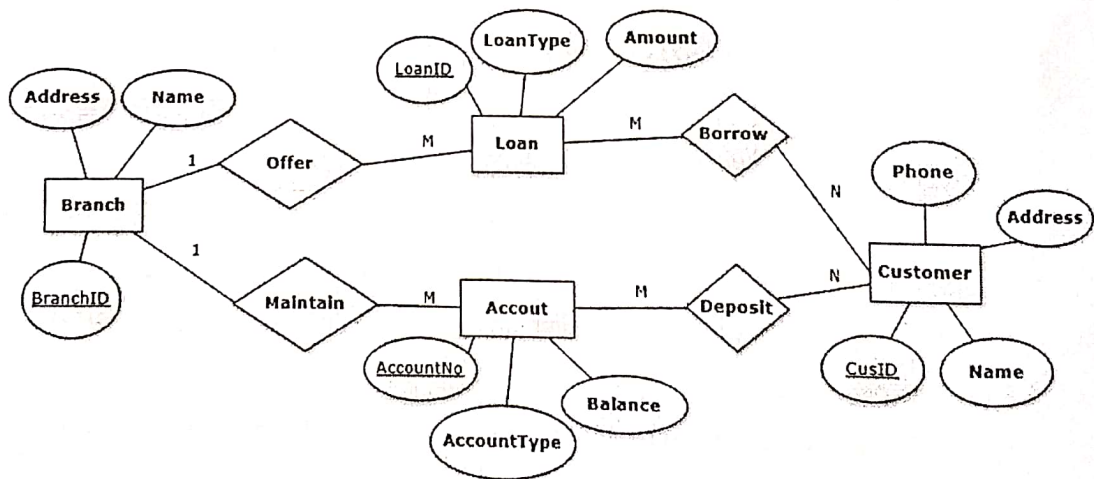 LoanType
Amount
LoanID
Address
Name
Loan
M
Borrow
M
Offer
1
Phone
Branch
N
Address
1
Customer
N
BranchID
Maintain
M
Accout
M
Deposit
AccountNo
CusID
Name
Balance
AccountType